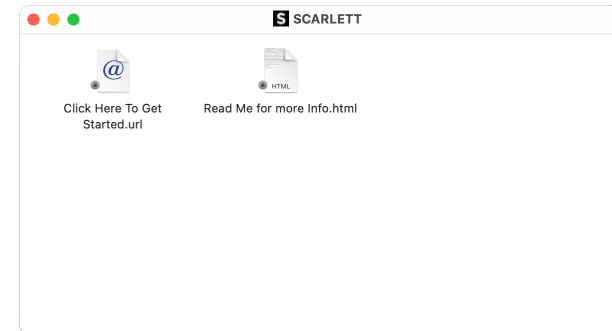 S SCARLETT
@
HTML
Click Here To Get
Started.url
Read Me for more Info.html